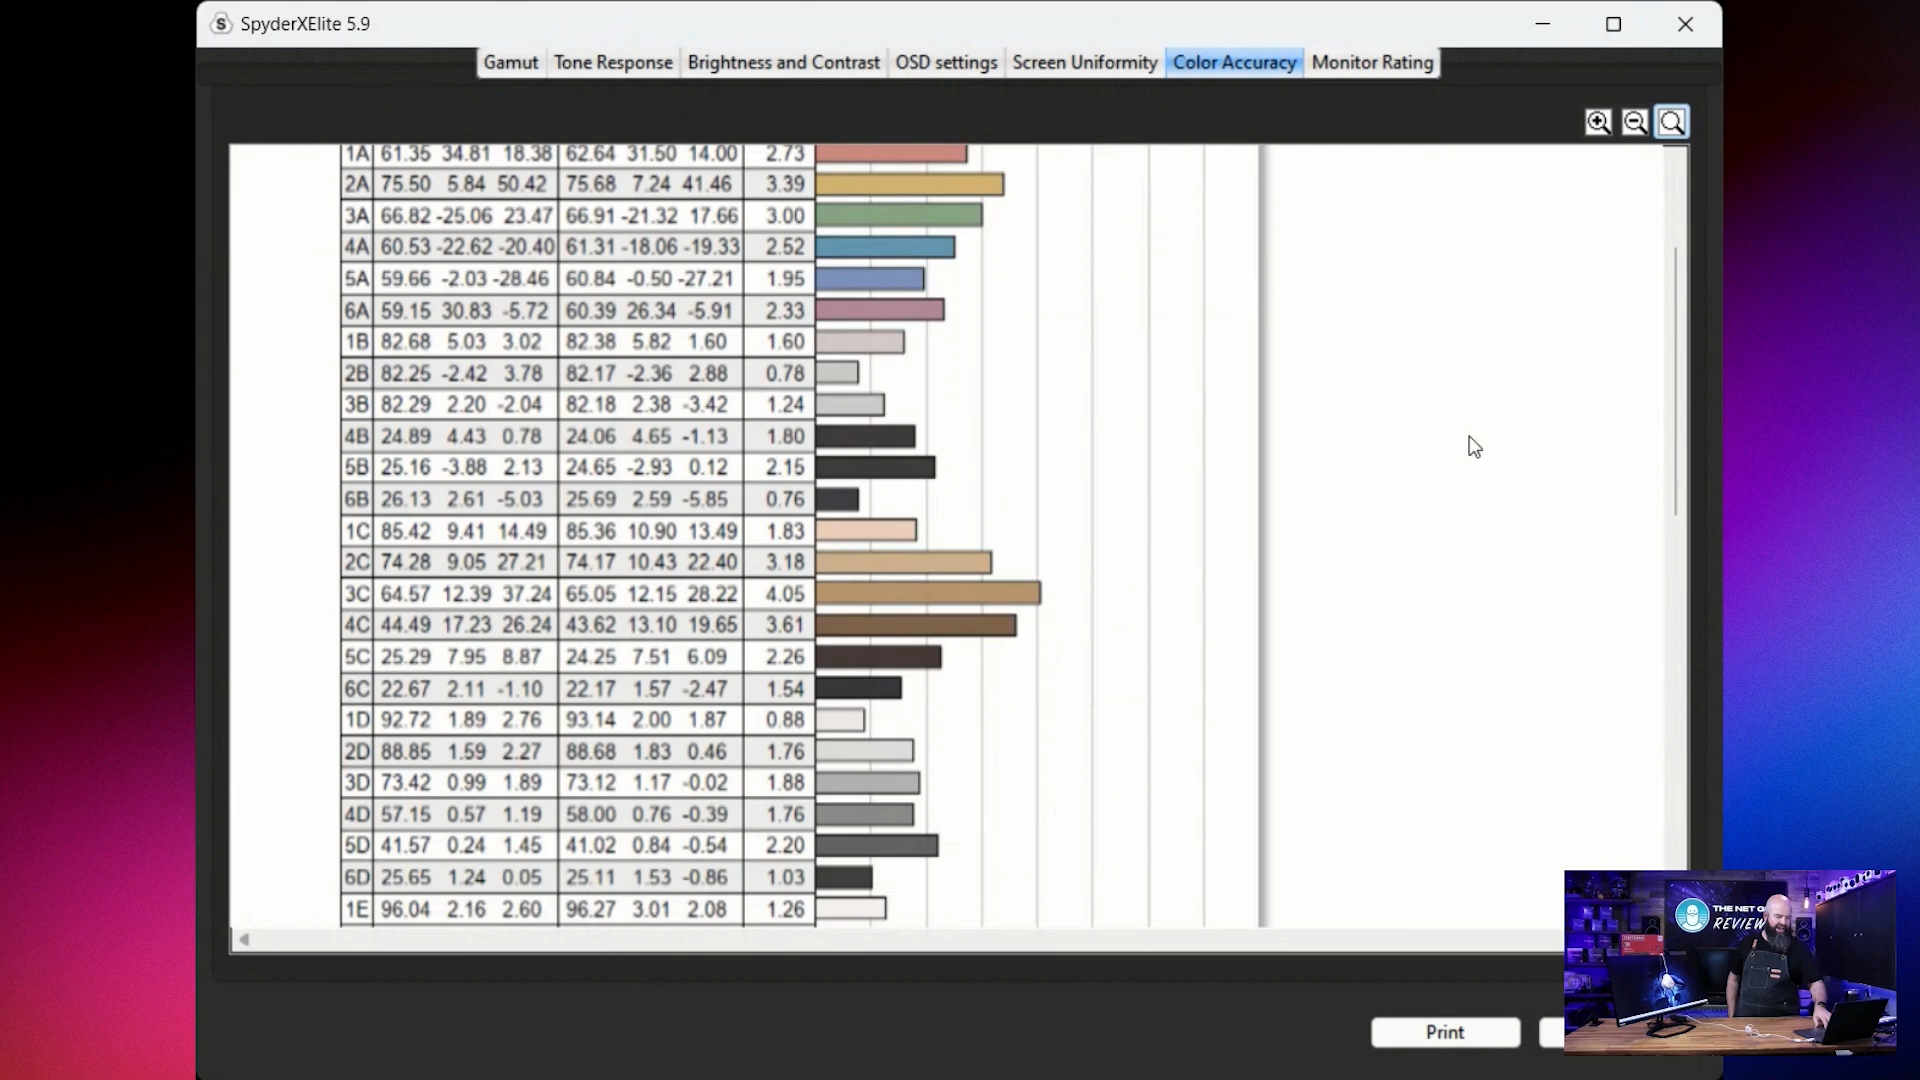 SpyderXElite 5.9
Gamut Tone Response Brightness and Contrast OSD settings Screen Uniformity Color Accuracy Monitor Rating
1A 61.35 34.81 18.38 62.64 31.50 14.00 2.73
2A 75.50 5.84 50.42 75.68 7.24 41.46 3.39
3A 66.82 -25.06 23.47 66.91 -21.32 17.66 3.00
4A 60.53 -22.62 -20.40 61.31 -18.06 -19.33 2.52
5A 59.66 -2.03 -28.46 60.84 -0.50 -27.21 1.95
6A 59.15 30.83 -5.72 60.39 26.34 -5.91 2.33
1B 82.68 5.03 3.02 82.38 5.82 1.60 1.60
2B 82.25 -2.42 3.78 82.17 -2.36 2.88 0.78
3B 82.29 2.20 -2.04 82.18 2.38 -3.42 1.24
4B 24.89 4.43 0.78 24.06 4.65 -1.13 1.80
5B 25.16 -3.88 2.13 24.65 -2.93 0.12 2.15
6B 26.13 2.61 -5.03 25.69 2.59 -5.85 0.76
1C 85.42 9.41 14.49 85.36 10.90 13.49 1.83
2C 74.28 9.05 27.21 74.17 10.43 22.40 3.18
3C 64.57 12.39 37.24 65.05 12.15 28.22 4.05
4C 44.49 17.23 26.24 43.62 13.10 19.65 3.61
5C 25.29 7.95 8.87 24.25 7.51 6.09 2.26
6C 22.67 2.11 -1.10 22.17 1.57 -2.47 1.54
1D 92.72 1.89 2.76 93.14 2.00 1.87 0.88
2D 88.85 1.59 2.27 88.68 1.83 0.46 1.76
3D 73.42 0.99 1.89 73.12 1.17 -0.02 1.88
4D 57.15 0.57 1.19 58.00 0.76 -0.39 1.76
5D 41.57 0.24 1.45 41.02 0.84 -0.54 2.20
6D 25.65 1.24 0.05 25.11 1.53 -0.86 1.03
1E 96.04 2.16 2.60 96.27 3.01 2.08 1.26
THE NET G
REVIEW
Print